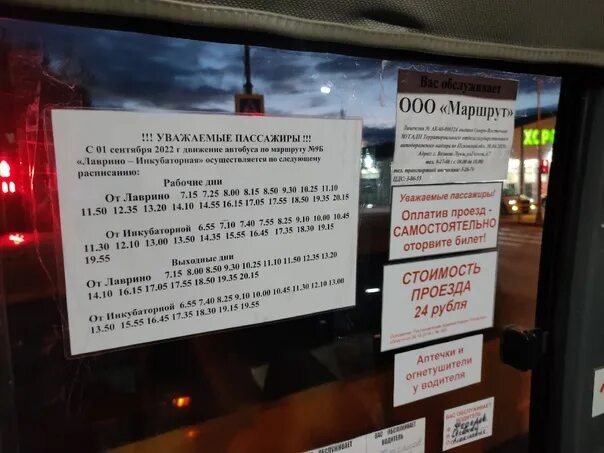 !!! УВАЖАЕМЫЕ ПАССАЖИРЫ !!!
С 01 сентября 2022 г движение автобуса по маршруту №9Б
«Лаврино – Инкубаторная» осуществляется по следующему
расписанию:
Рабочие дни
От Лаврино 7.15 7.25 8.00 8.15 8.50 9.30 10.25 11.10
11.50 12.35 13.20 14.10 14.55 16.15 17.05 17.55 18.50 19.35 20.15
От Инкубаторной 6.55 7.10 7.40 7.55 8.25 9.10 10.00 10.45
11.30 12.10 13.00 13.50 14.35 15.55 16.45 17.35 18.30 19.15
19.55
Выходные дни
От Лаврино 7.15 8.00 8.50 9.30 10.25 11.10 11.50 12.35 13.20
14.10 16.15 17.05 17.55 18.50 19.35 20.15
От Инкубаторной 6.55 7.40 8.25 9.10 10.00 10.45 11.30 12.10 13.00
13.50 15.55 16.45 17.35 18.30 19.15 19.55
Вас обслуживает
ООО «Маршрут»
Уважаемые пассажиры!
Оплатив проезд -
САМОСТОЯТЕЛЬНО
оторвите билет!
СТОИМОСТЬ
ПРОЕЗДА
24 рубля
Аптечки и
огнетушители
у водителя
ВАС ОБСЛУЖИВАЕТ
ВОДИТЕЛЬ
ВАС ОБСЛУЖИВАЕТ
ВОДИТЕЛЬ
ВАС ОБСЛУЖИВАЕТ